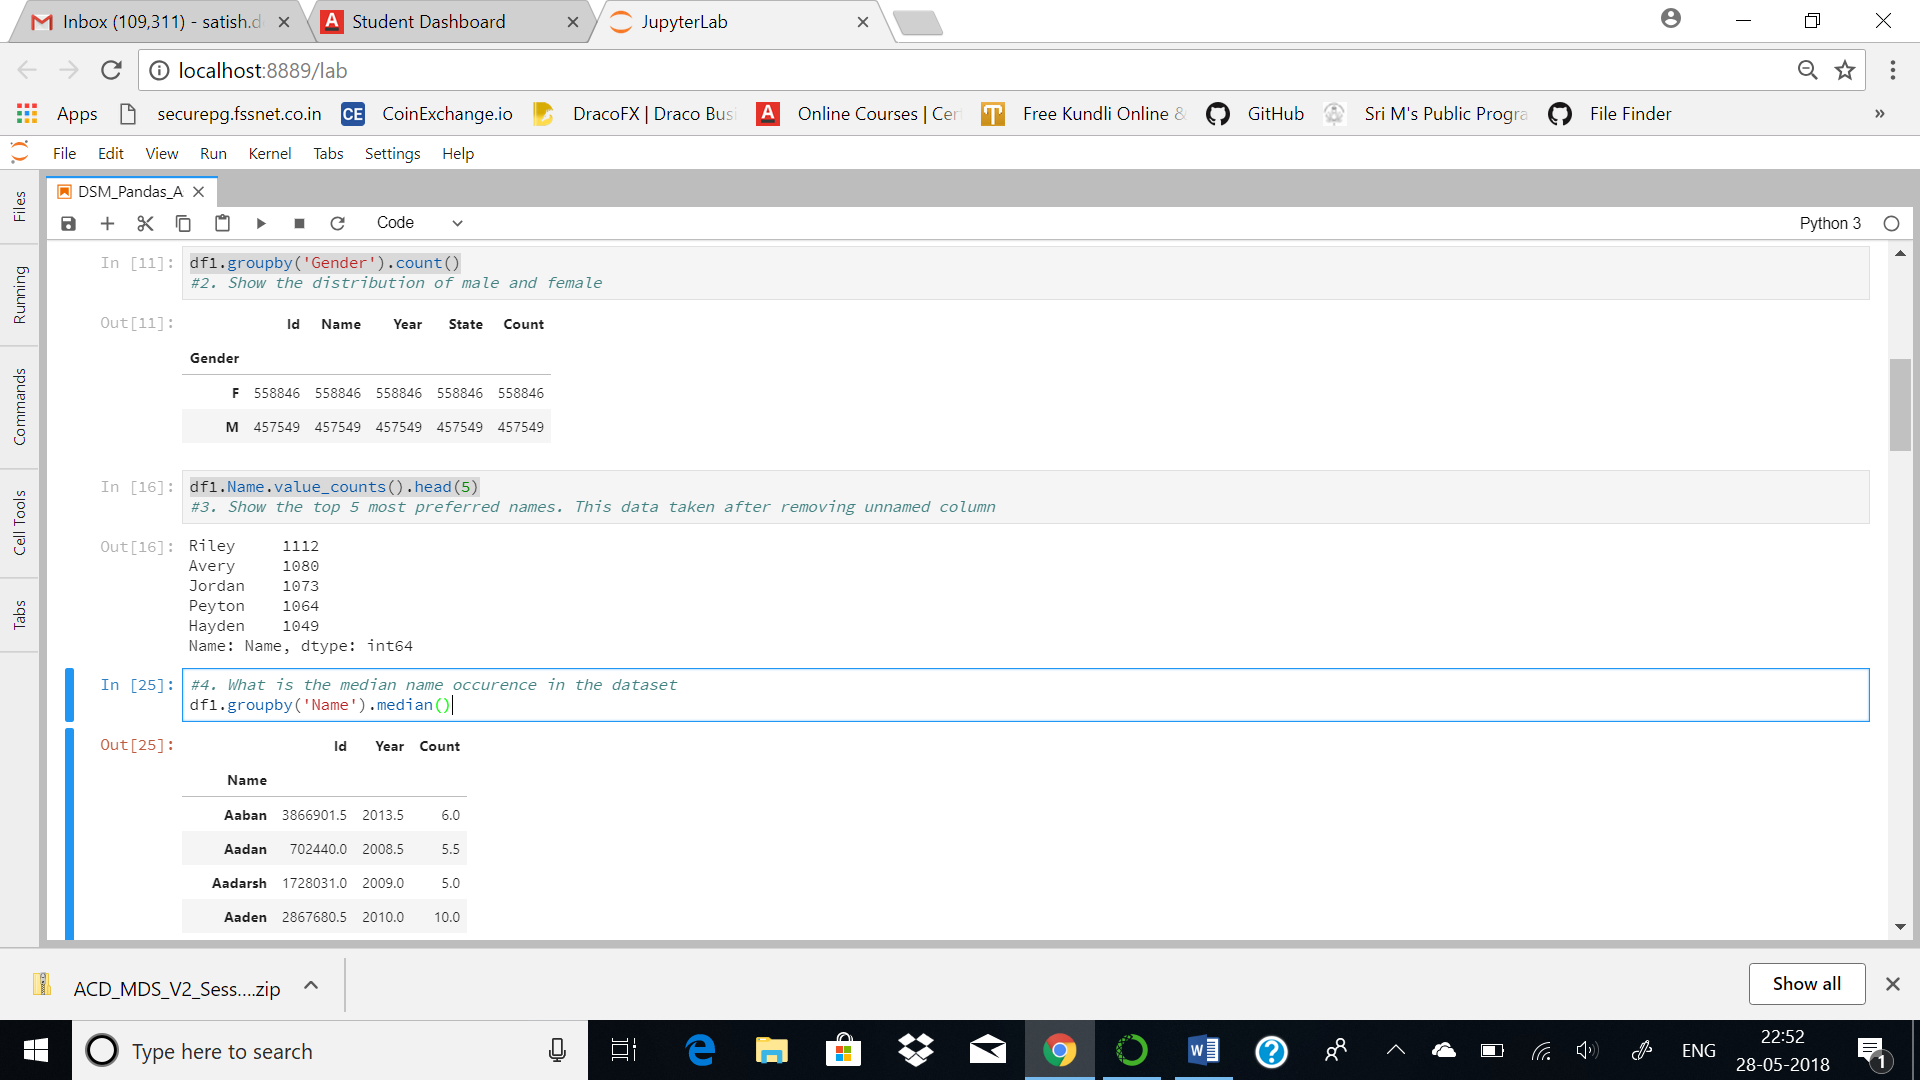 Inbox (109,311) - satish.d
Student Dashboard
JupyterLab
localhost:8889/lab
Apps securepg.fssnet.co.in CE CoinExchange.io DracoFX | Draco Busi A Online Courses | Cer Free Kundli Online & GitHub Sri M's Public Progra File Finder »
File Edit View Run Kernel Tabs Settings Help
DSM_Pandas_A
Code
Python 3
Files
Running
Commands
Cell Tools
Tabs
In [11]: df1.groupby('Gender').count()
#2. Show the distribution of male and female
Out[11]: Id Name Year State Count
Gender
F 558846 558846 558846 558846 558846
M 457549 457549 457549 457549 457549
In [16]: df1.Name.value_counts().head(5)
#3. Show the top 5 most preferred names. This data taken after removing unnamed column
Out[16]: Riley 1112
Avery 1080
Jordan 1073
Peyton 1064
Hayden 1049
Name: Name, dtype: int64
In [25]: #4. What is the median name occurence in the dataset
df1.groupby('Name').median()
Out[25]: Id Year Count
Name
Aaban 3866901.5 2013.5 6.0
Aadan 702440.0 2008.5 5.5
Aadarsh 1728031.0 2009.0 5.0
Aaden 2867680.5 2010.0 10.0
ACD_MDS_V2_Sess....zip
Show all
Type here to search
ENG
22:52
28-05-2018
1